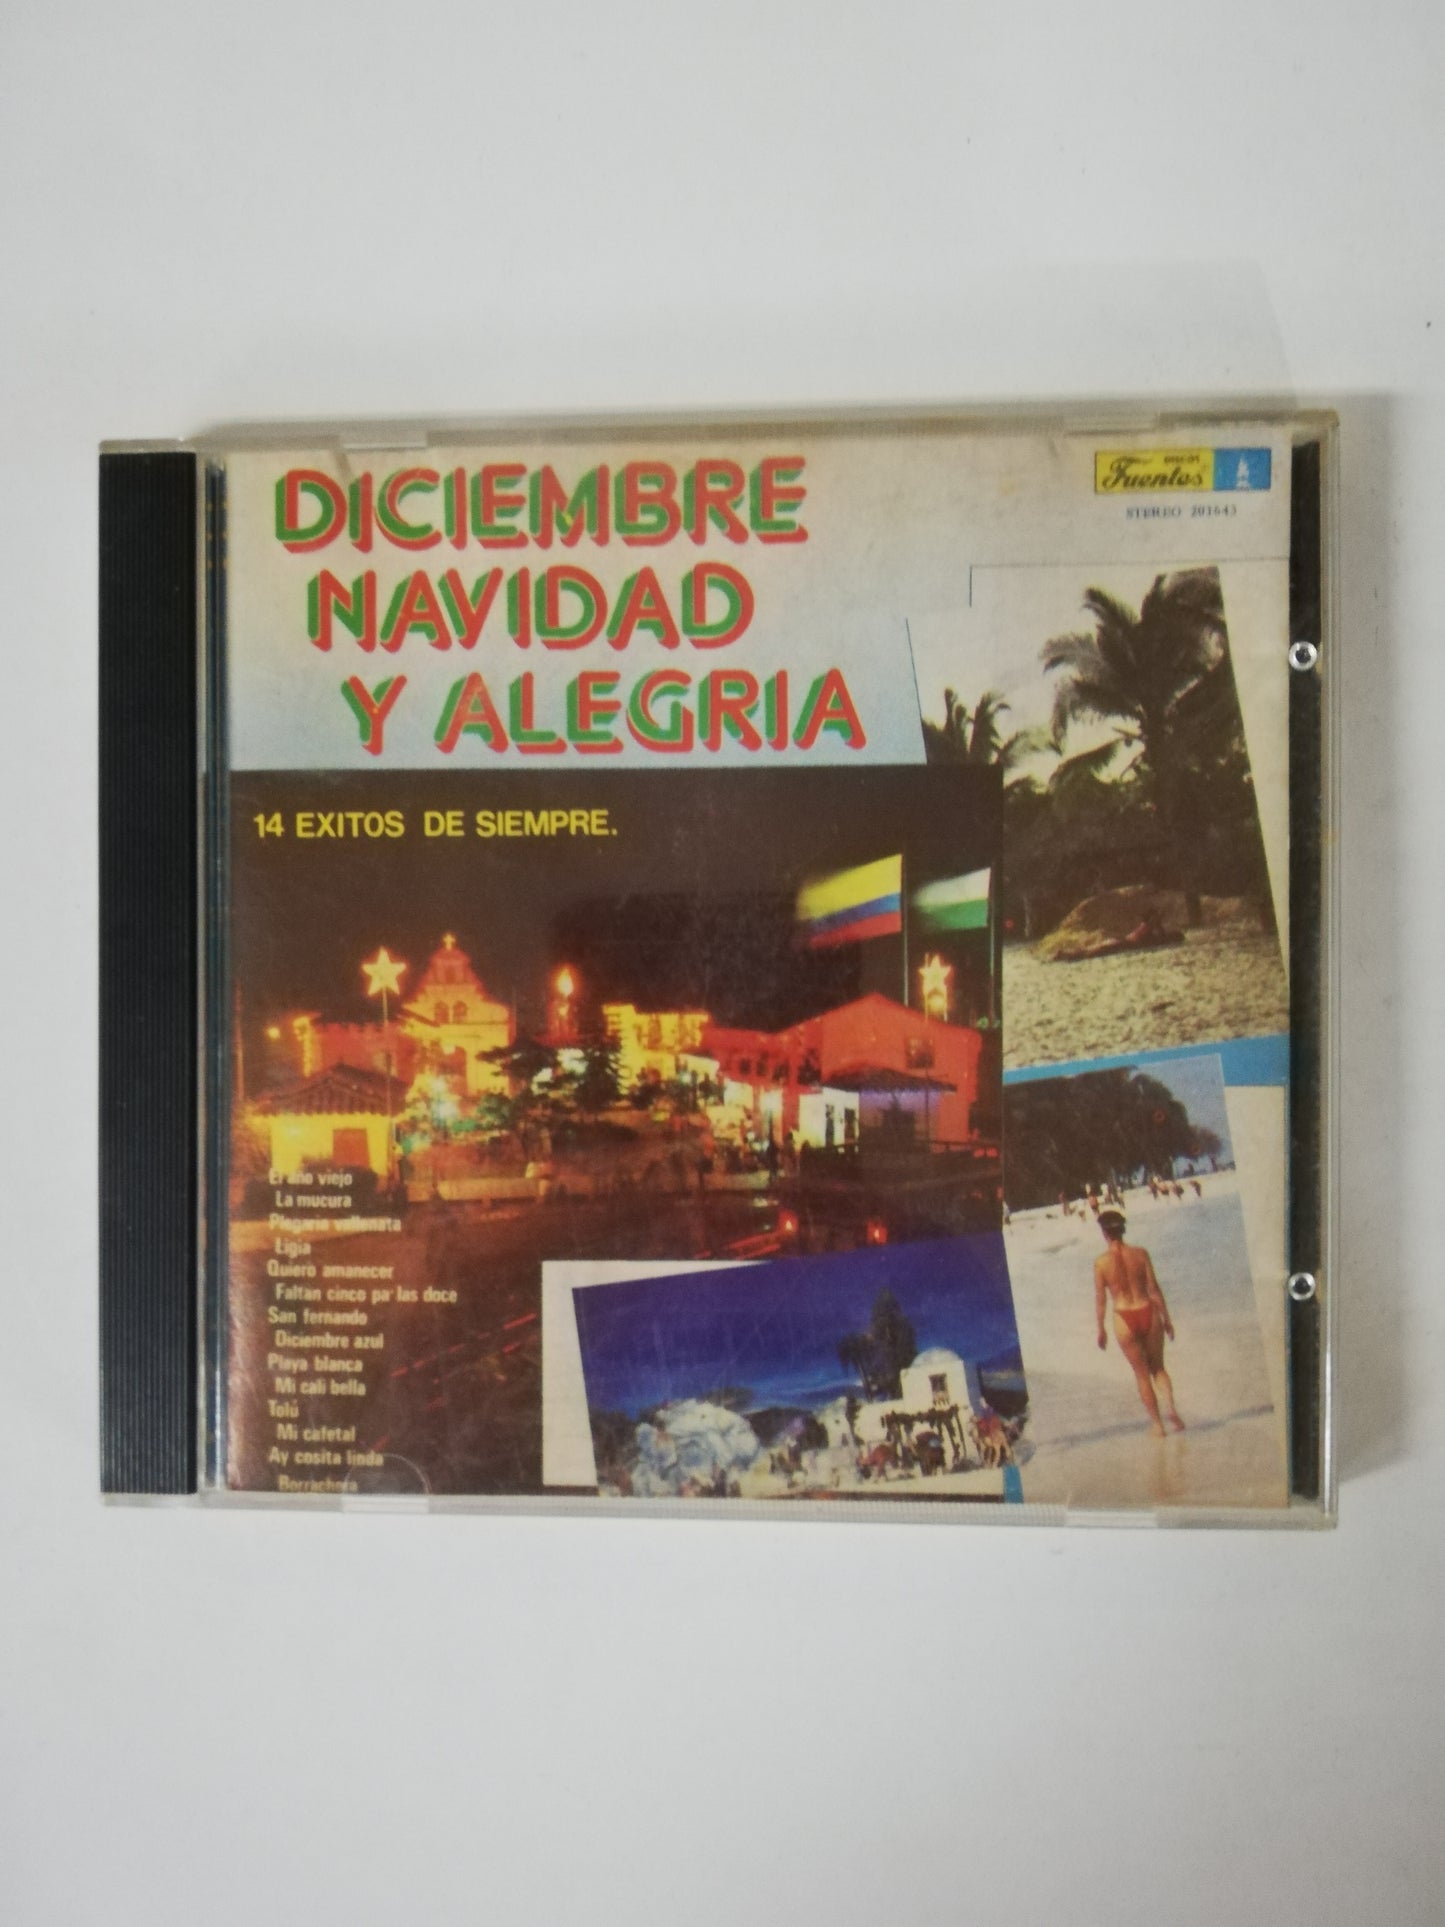 DICIEMBRE
NAVIDAD
Y ALEGRIA
DISCOS
Fuentes
STEREO 201643
14 EXITOS DE SIEMPRE.
El año viejo
La mucura
Plegaria vallenata
Ligia
Quiero amanecer
Faltan cinco pa' las doce
San fernando
Diciembre azul
Playa blanca
Mi cali bella
Tolú
Mi cafetal
Ay cosita linda
Borrachera